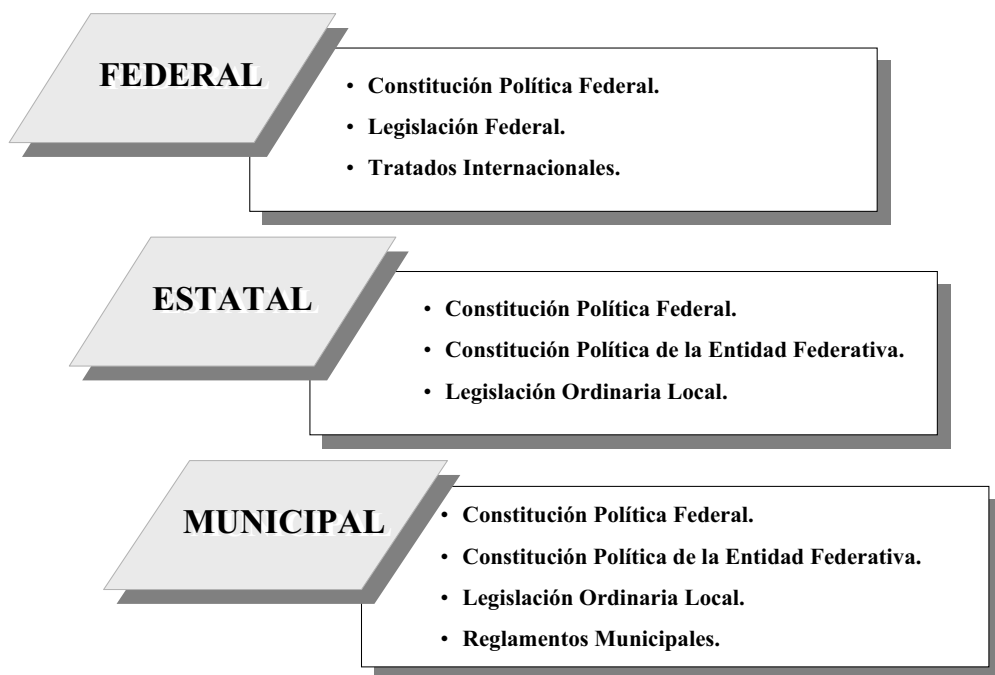 FEDERAL
• Constitución Política Federal.
• Legislación Federal.
• Tratados Internacionales.
ESTATAL
• Constitución Política Federal.
• Constitución Política de la Entidad Federativa.
• Legislación Ordinaria Local.
MUNICIPAL
• Constitución Política Federal.
• Constitución Política de la Entidad Federativa.
• Legislación Ordinaria Local.
• Reglamentos Municipales.